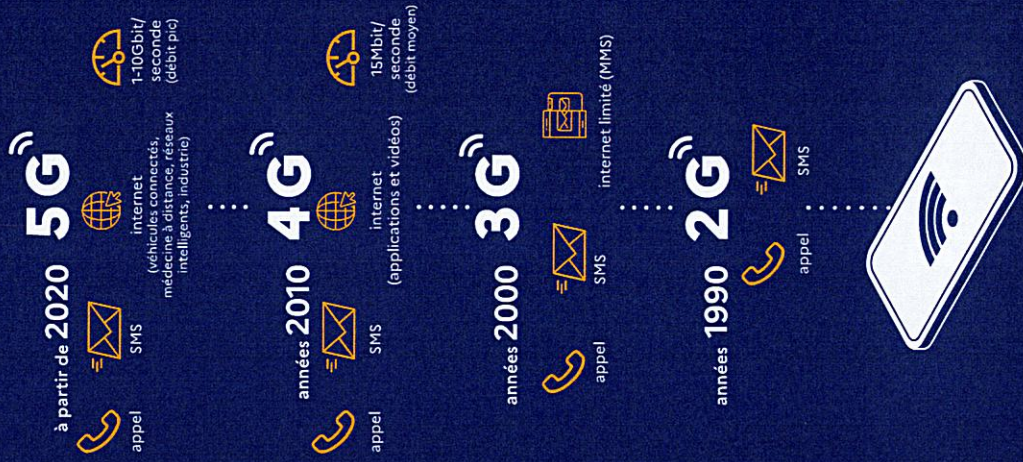 à partir de 2020 5G
appel
SMS
internet
(véhicules connectés,
médecine à distance, réseaux
intelligents, industrie)
1-10Gbit/
seconde
(débit pic)
années 2010 4G
appel
SMS
internet
(applications et vidéos)
15Mbit/
seconde
(débit moyen)
années 2000 3G
appel
SMS
internet limité (MMS)
années 1990 2G
appel
SMS